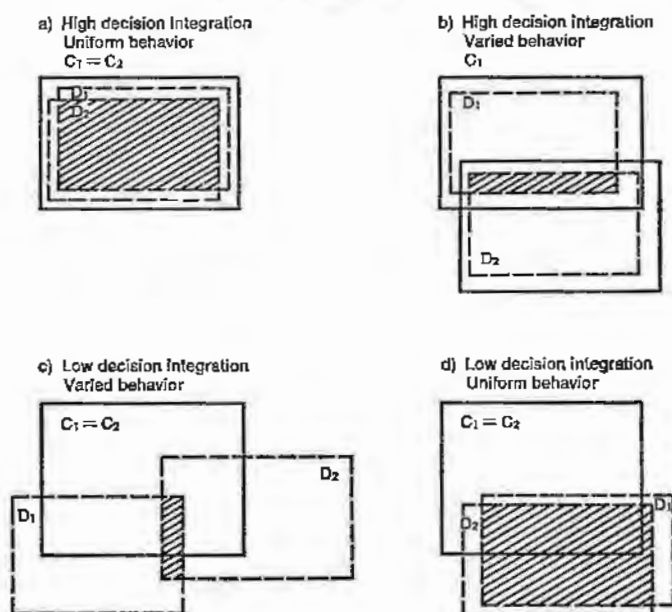 a) High decision Integration
Uniform behavior
C₁ = C₂
D₁
D₂
b) High decision integration
Varied behavior
C₁
D₁
D₂
c) Low decision integration
Varied behavior
C₁ = C₂
D₂
D₁
d) Low decision integration
Uniform behavior
C₁ = C₂
D₁
D₂